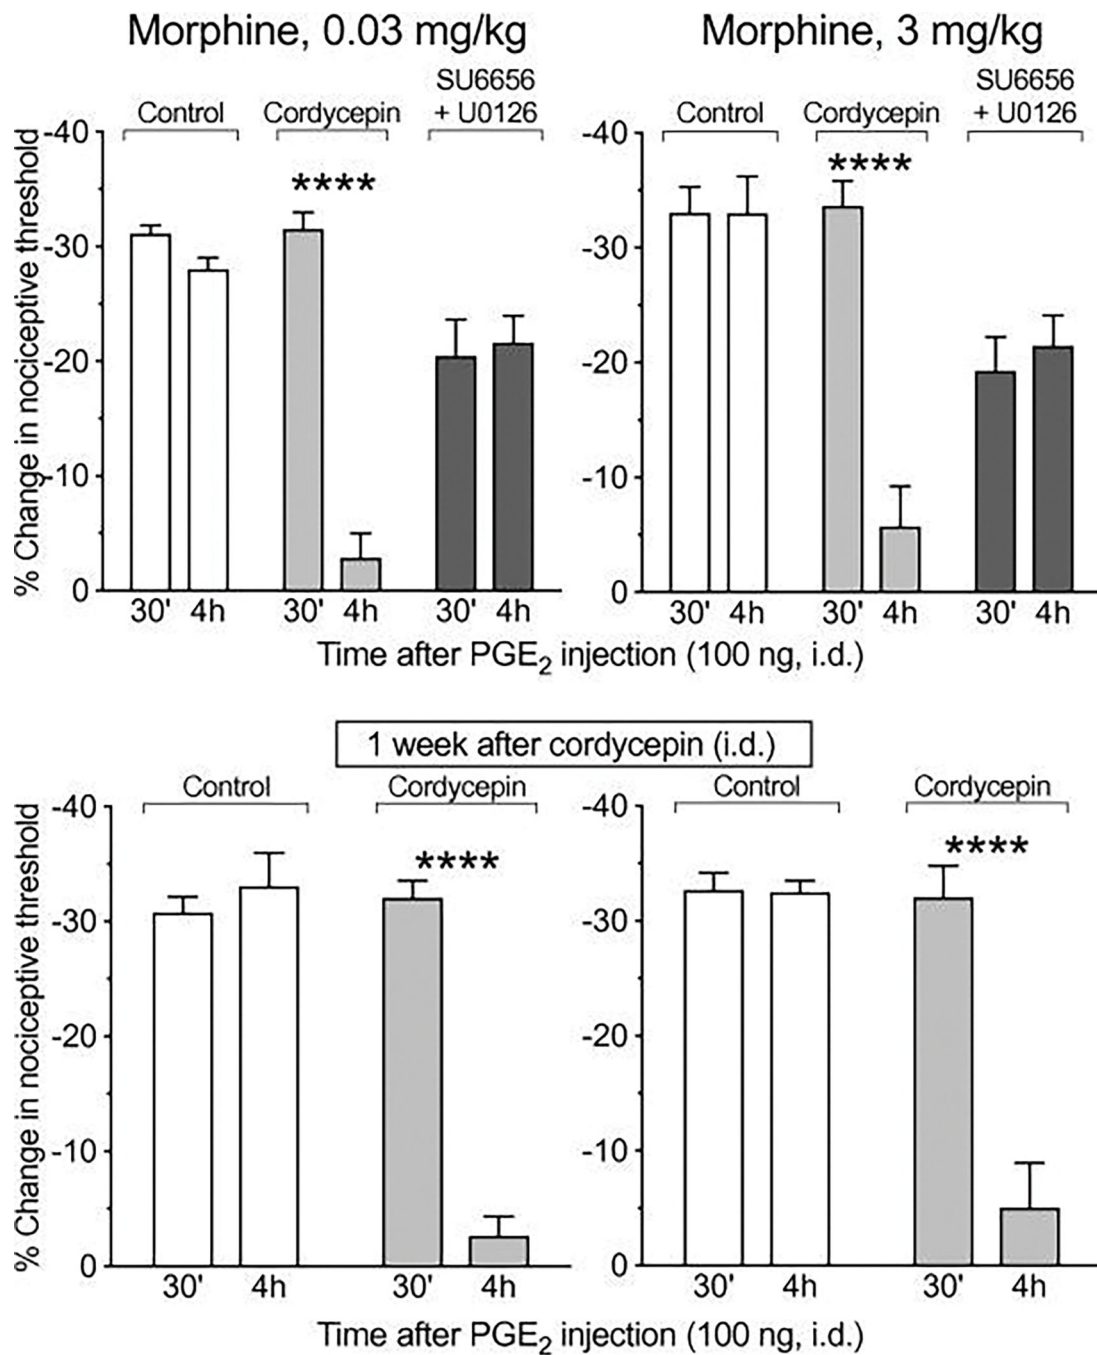 Morphine, 0.03 mg/kg
Morphine, 3 mg/kg
Control
Cordycepin
SU6656
+ U0126
Control
Cordycepin
SU6656
+ U0126
% Change in nociceptive threshold
-40
-30
-20
-10
0
****
30' 4h 30' 4h 30' 4h
-40
-30
-20
-10
0
****
30' 4h 30' 4h 30' 4h
Time after PGE₂ injection (100 ng, i.d.)
1 week after cordycepin (i.d.)
Control
Cordycepin
Control
Cordycepin
% Change in nociceptive threshold
-40
-30
-20
-10
0
****
30' 4h 30' 4h
-40
-30
-20
-10
0
****
30' 4h 30' 4h
Time after PGE₂ injection (100 ng, i.d.)